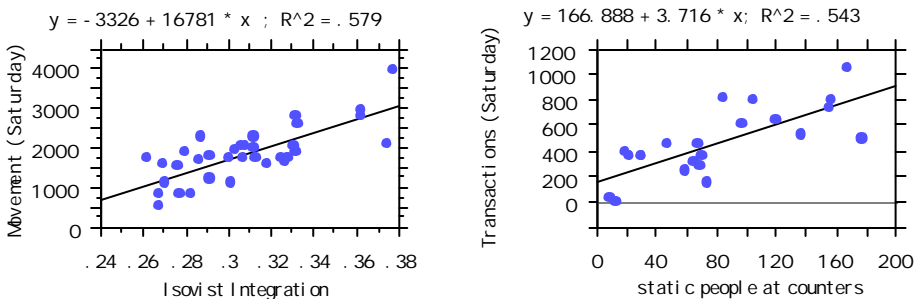 y = -3326 + 16781 * x ; R^2 = .579
Movement (Saturday)
4000
3000
2000
1000
0
.24 .26 .28 .3 .32 .34 .36 .38
Isovist Integration
y = 166.888 + 3.716 * x; R^2 = .543
Transactions (Saturday)
1200
1000
800
600
400
200
0
0 40 80 120 160 200
static people at counters